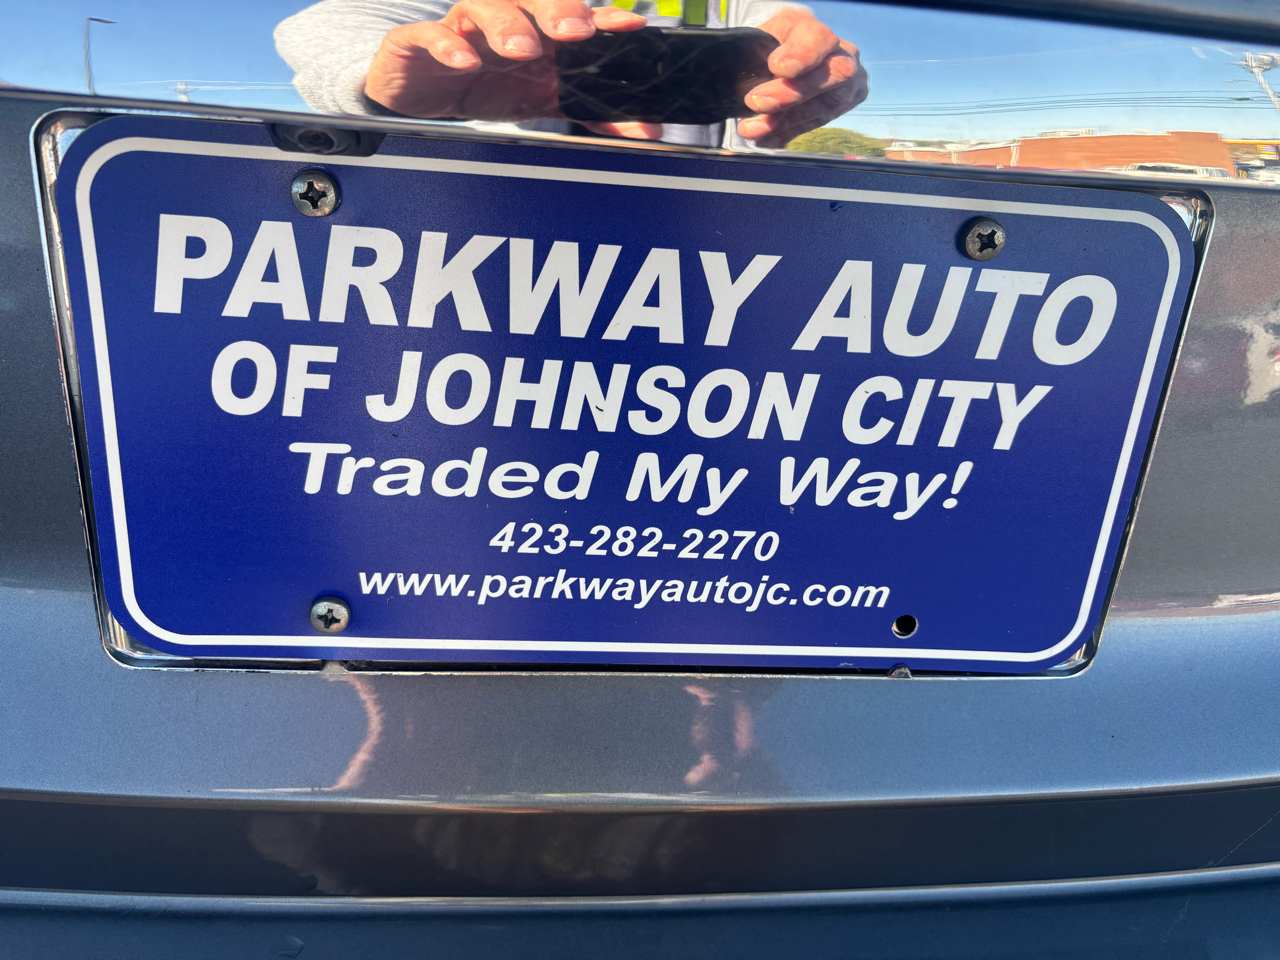 PARKWAY AUTO
OF JOHNSON CITY
Traded My Way!
423-282-2270
www.parkwayautojc.com